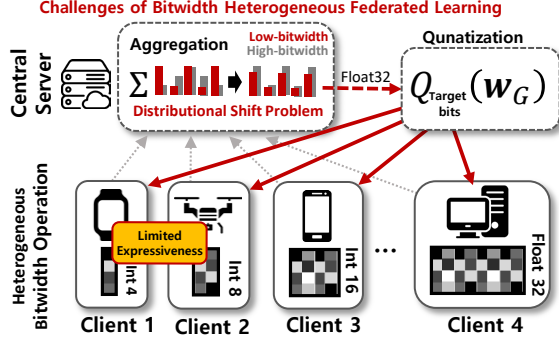 Challenges of Bitwidth Heterogeneous Federated Learning
Central
Server
Aggregation
Low-bitwidth
High-bitwidth
Σ
Distributional Shift Problem
Float32
Qunatization
Q Target bits (w_G)
Heterogeneous
Bitwidth Operation
Limited
Expressiveness
Int 4
Int 8
Int 16
...
Float 32
Client 1
Client 2
Client 3
Client 4